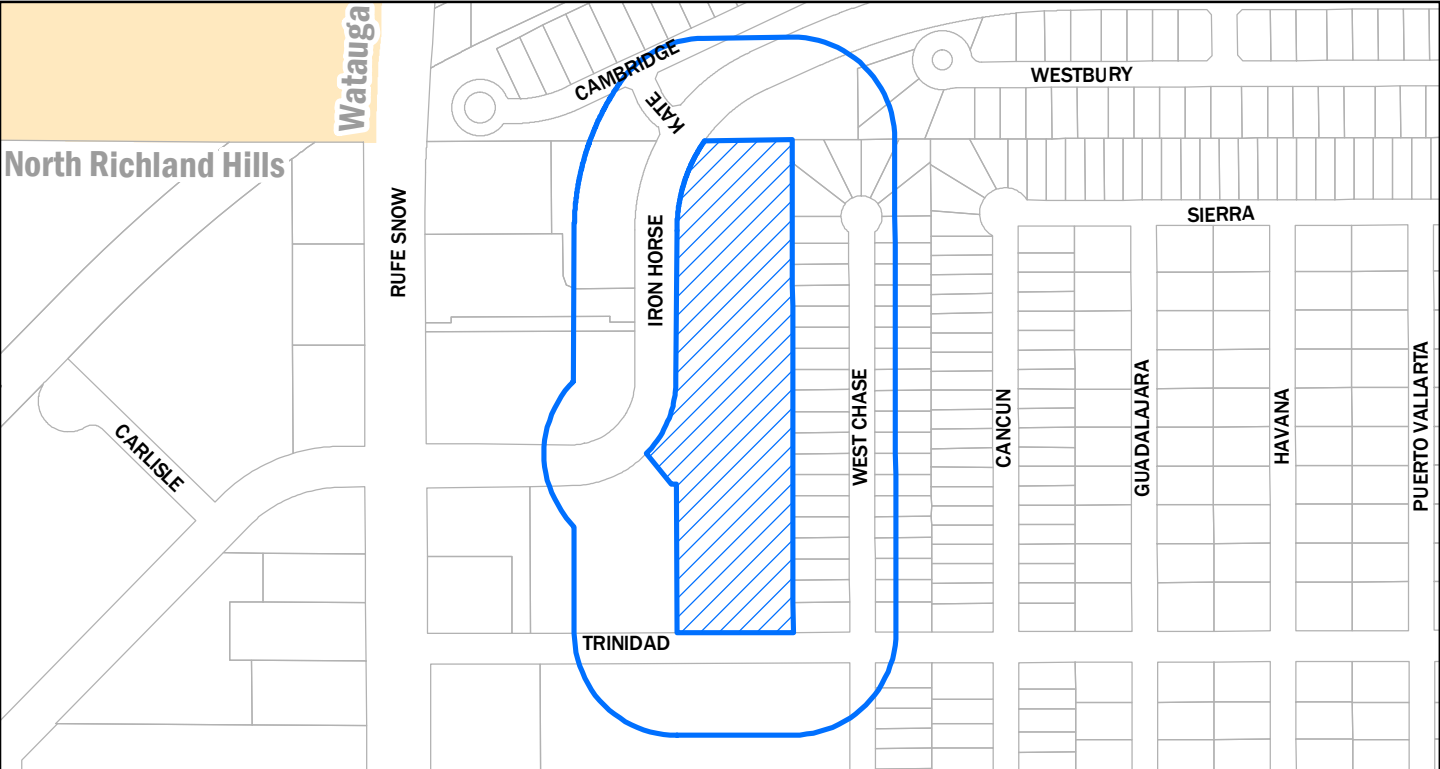 Watauga
CAMBRIDGE
WESTBURY
KATE
North Richland Hills
RUFE SNOW
IRON HORSE
SIERRA
WEST CHASE
CANCUN
GUADALAJARA
HAVANA
PUERTO VALLARTA
CARLISLE
TRINIDAD